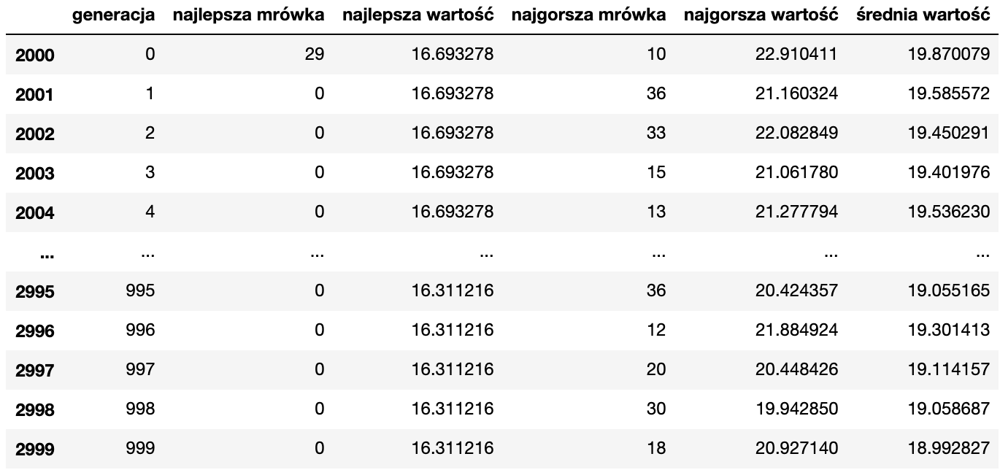 generacja najlepsza mrówka najlepsza wartość najgorsza mrówka najgorsza wartość średnia wartość
2000 0 29 16.693278 10 22.910411 19.870079
2001 1 0 16.693278 36 21.160324 19.585572
2002 2 0 16.693278 33 22.082849 19.450291
2003 3 0 16.693278 15 21.061780 19.401976
2004 4 0 16.693278 13 21.277794 19.536230
... ... ... ... ... ... ...
2995 995 0 16.311216 36 20.424357 19.055165
2996 996 0 16.311216 12 21.884924 19.301413
2997 997 0 16.311216 20 20.448426 19.114157
2998 998 0 16.311216 30 19.942850 19.058687
2999 999 0 16.311216 18 20.927140 18.992827